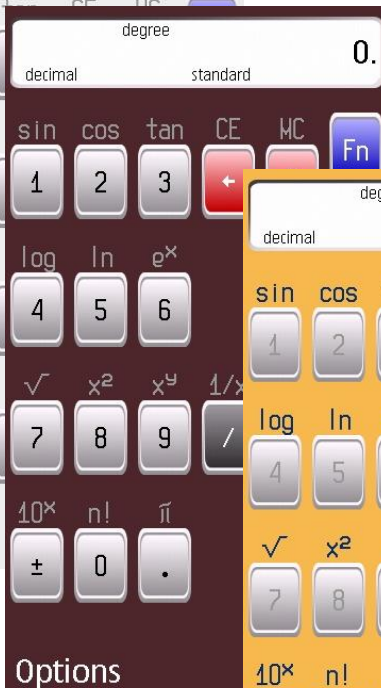 degree
0.
decimal standard
sin cos tan CE MC
1 2 3 ← Fn
log ln eˣ
4 5 6
√ x² xʸ 1/x
7 8 9 /
10ˣ n! π
± 0 .
Options
decimal
sin cos
1 2
log ln
4 5
√ x²
7 8
10ˣ n!